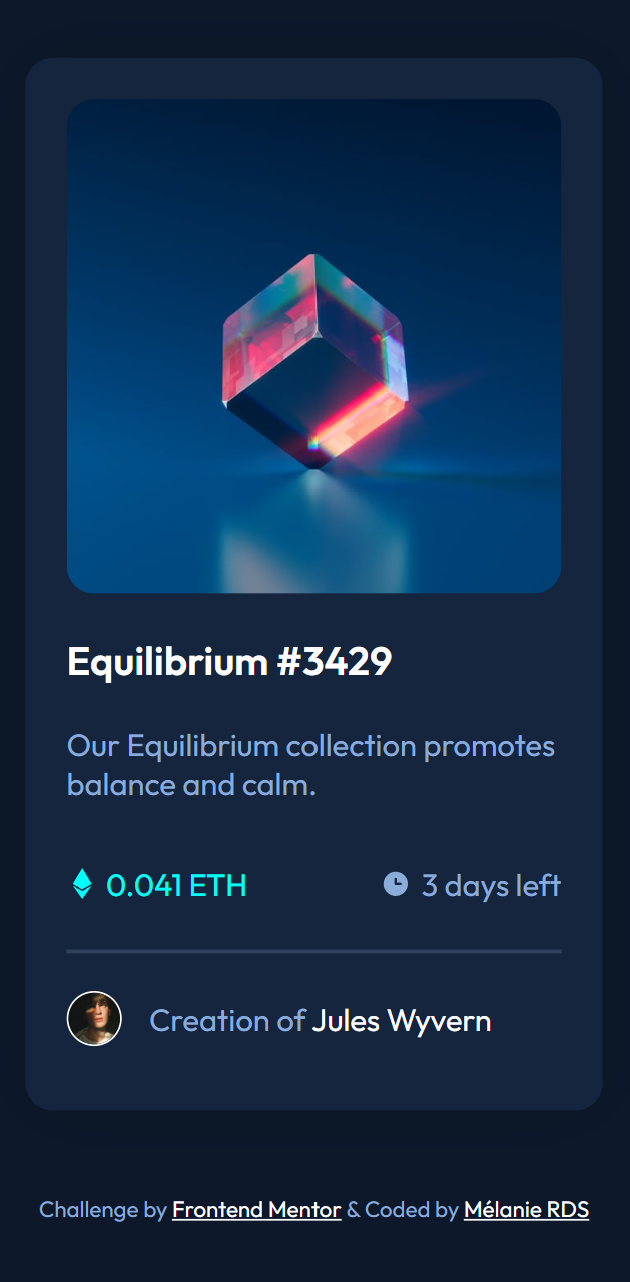 Equilibrium #3429
Our Equilibrium collection promotes
balance and calm.
0.041 ETH
3 days left
Creation of Jules Wyvern
Challenge by Frontend Mentor & Coded by Mélanie RDS